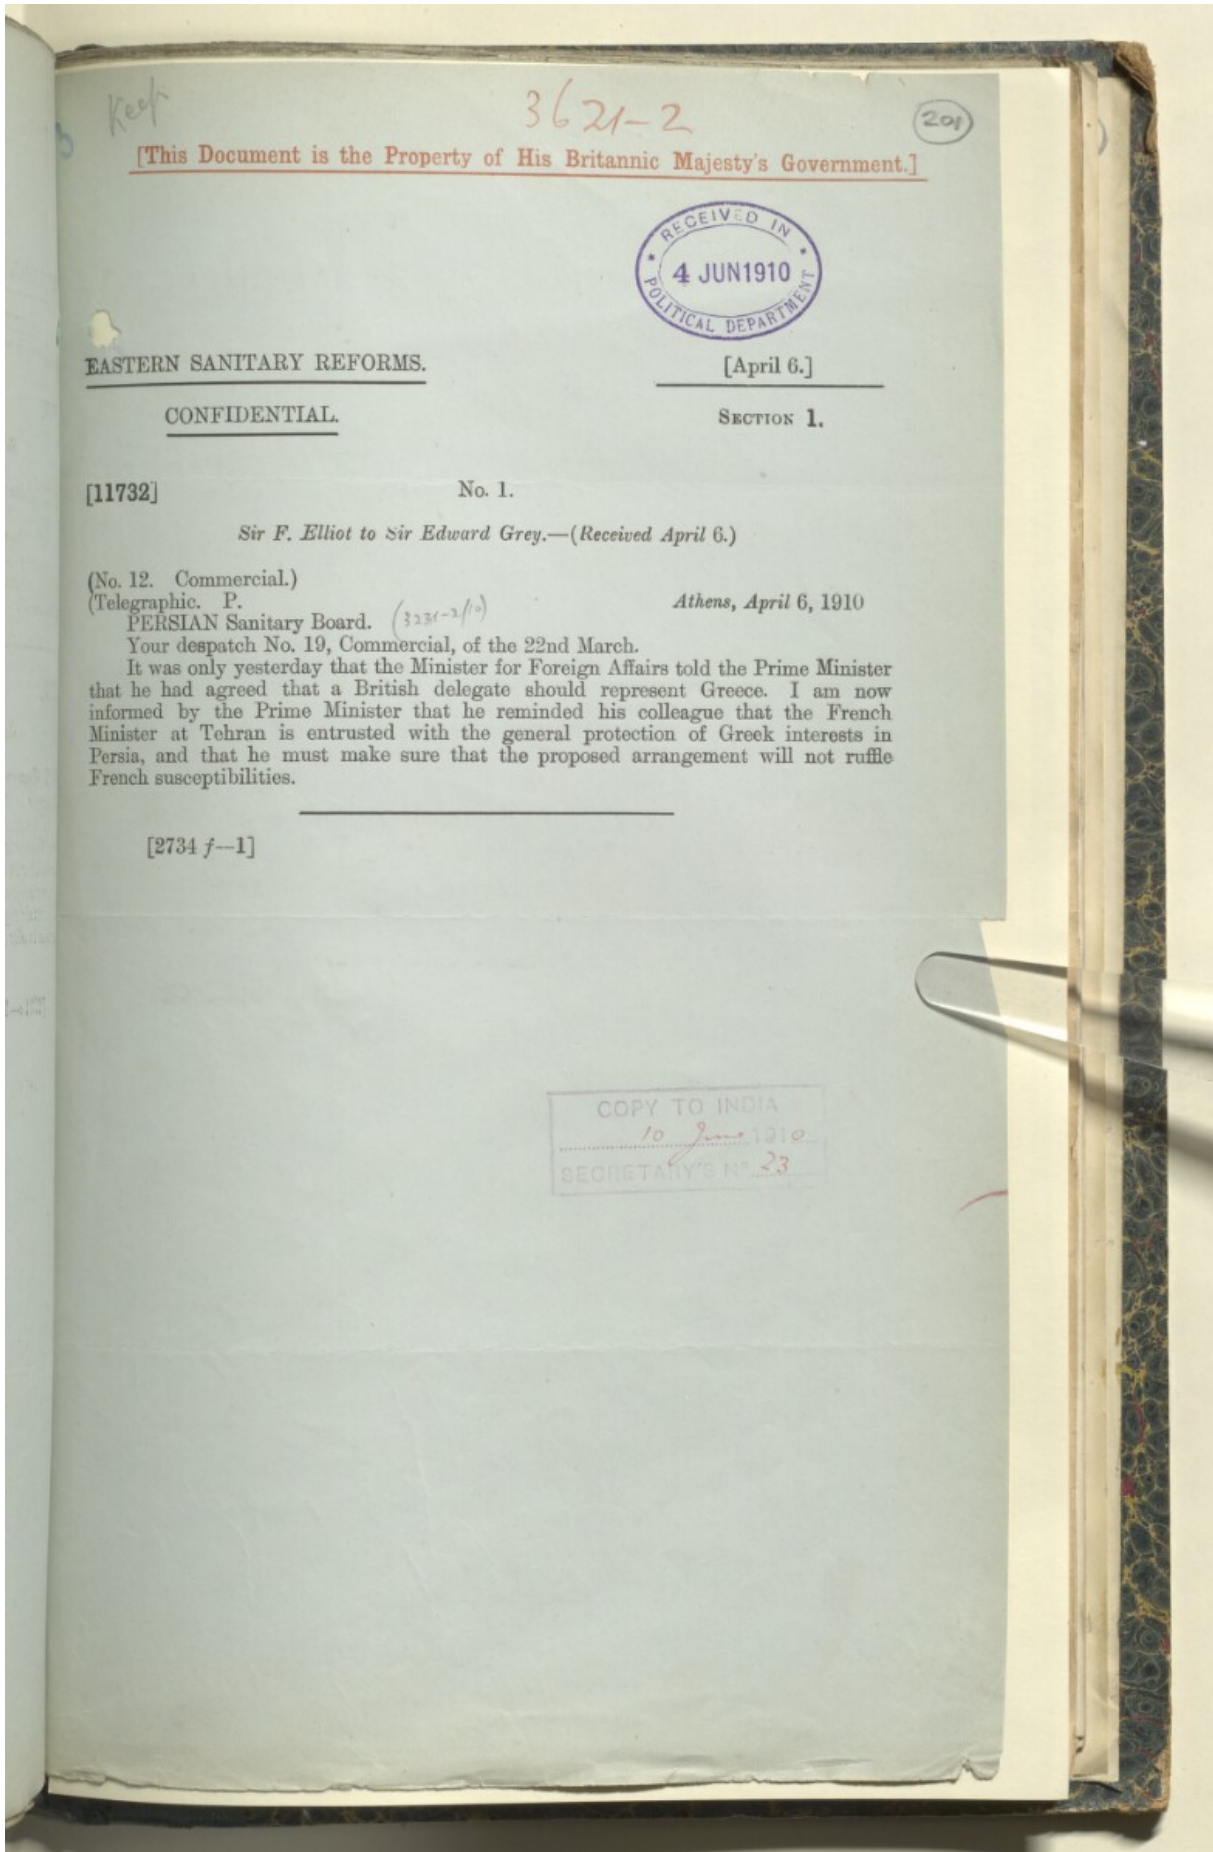 Keep
3621-2
201
[This Document is the Property of His Britannic Majesty's Government.]
RECEIVED IN
4 JUN 1910
POLITICAL DEPARTMENT
EASTERN SANITARY REFORMS.
[April 6.]
CONFIDENTIAL.
SECTION 1.
[11732]
No. 1.
Sir F. Elliot to Sir Edward Grey.—(Received April 6.)
(No. 12. Commercial.)
(Telegraphic. P.
Athens, April 6, 1910
PERSIAN Sanitary Board. (3231-2/10)
Your despatch No. 19, Commercial, of the 22nd March.
It was only yesterday that the Minister for Foreign Affairs told the Prime Minister
that he had agreed that a British delegate should represent Greece. I am now
informed by the Prime Minister that he reminded his colleague that the French
Minister at Tehran is entrusted with the general protection of Greek interests in
Persia, and that he must make sure that the proposed arrangement will not ruffle
French susceptibilities.
[2734 f—1]
COPY TO INDIA
10 June 1910
SECRETARY'S No 23